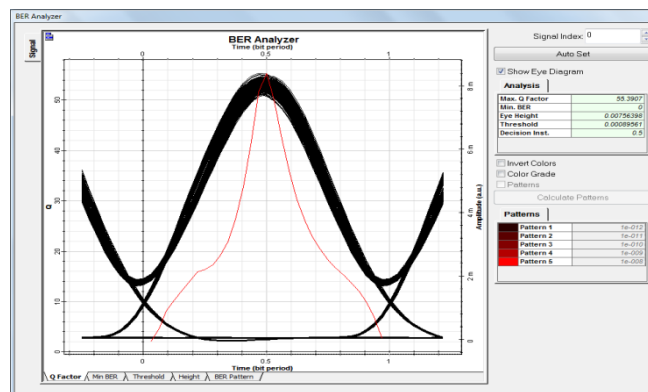 BER Analyzer
Signal
BER Analyzer
Time (bit period)
0 0.5 1
Q
0 10 20 30 40 50
Amplitude (a.u.)
0 2 m 4 m 6 m 8 m
0 0.5 1
Time (bit period)
Q Factor Min BER Threshold Height BER Pattern
Signal Index: 0
Auto Set
Show Eye Diagram
Analysis
Max. Q Factor 55.3907
Min. BER 0
Eye Height 0.00756398
Threshold 0.00089561
Decision Inst. 0.5
Invert Colors
Color Grade
Patterns
Calculate Patterns
Patterns
Pattern 1 1e-012
Pattern 2 1e-011
Pattern 3 1e-010
Pattern 4 1e-009
Pattern 5 1e-008